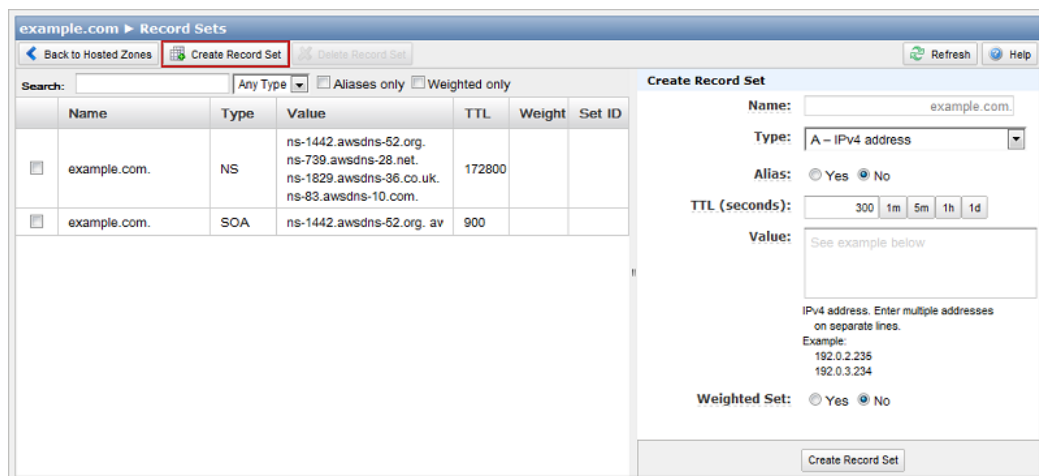 example.com ▶ Record Sets
Back to Hosted Zones Create Record Set Delete Record Set Refresh Help
Search: Any Type Aliases only Weighted only
Name Type Value TTL Weight Set ID
example.com. NS ns-1442.awsdns-52.org. 172800
ns-739.awsdns-28.net.
ns-1829.awsdns-36.co.uk.
ns-83.awsdns-10.com.
example.com. SOA ns-1442.awsdns-52.org. av 900
Create Record Set
Name: example.com.
Type: A – IPv4 address
Alias: Yes No
TTL (seconds): 300 1m 5m 1h 1d
Value: See example below
IPv4 address. Enter multiple addresses
on separate lines.
Example:
192.0.2.235
192.0.3.234
Weighted Set: Yes No
Create Record Set